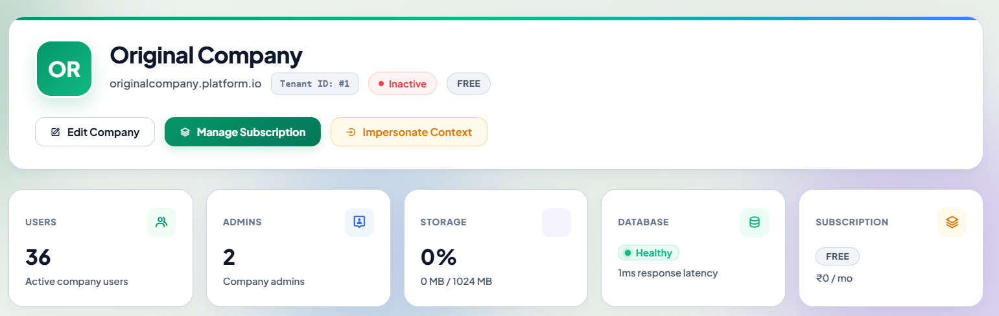 OR
Original Company
originalcompany.platform.io
Tenant ID: #1
Inactive
FREE
Edit Company
Manage Subscription
Impersonate Context
USERS
36
Active company users
ADMINS
2
Company admins
STORAGE
0%
0 MB / 1024 MB
DATABASE
Healthy
1ms response latency
SUBSCRIPTION
FREE
₹0 / mo